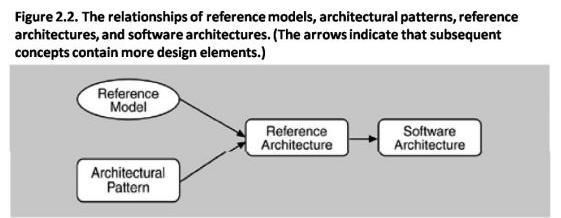 Figure 2.2. The relationships of reference models, architectural patterns, reference
architectures, and software architectures. (The arrows indicate that subsequent
concepts contain more design elements.)
Reference
Model
Reference
Architecture
Software
Architecture
Architectural
Pattern